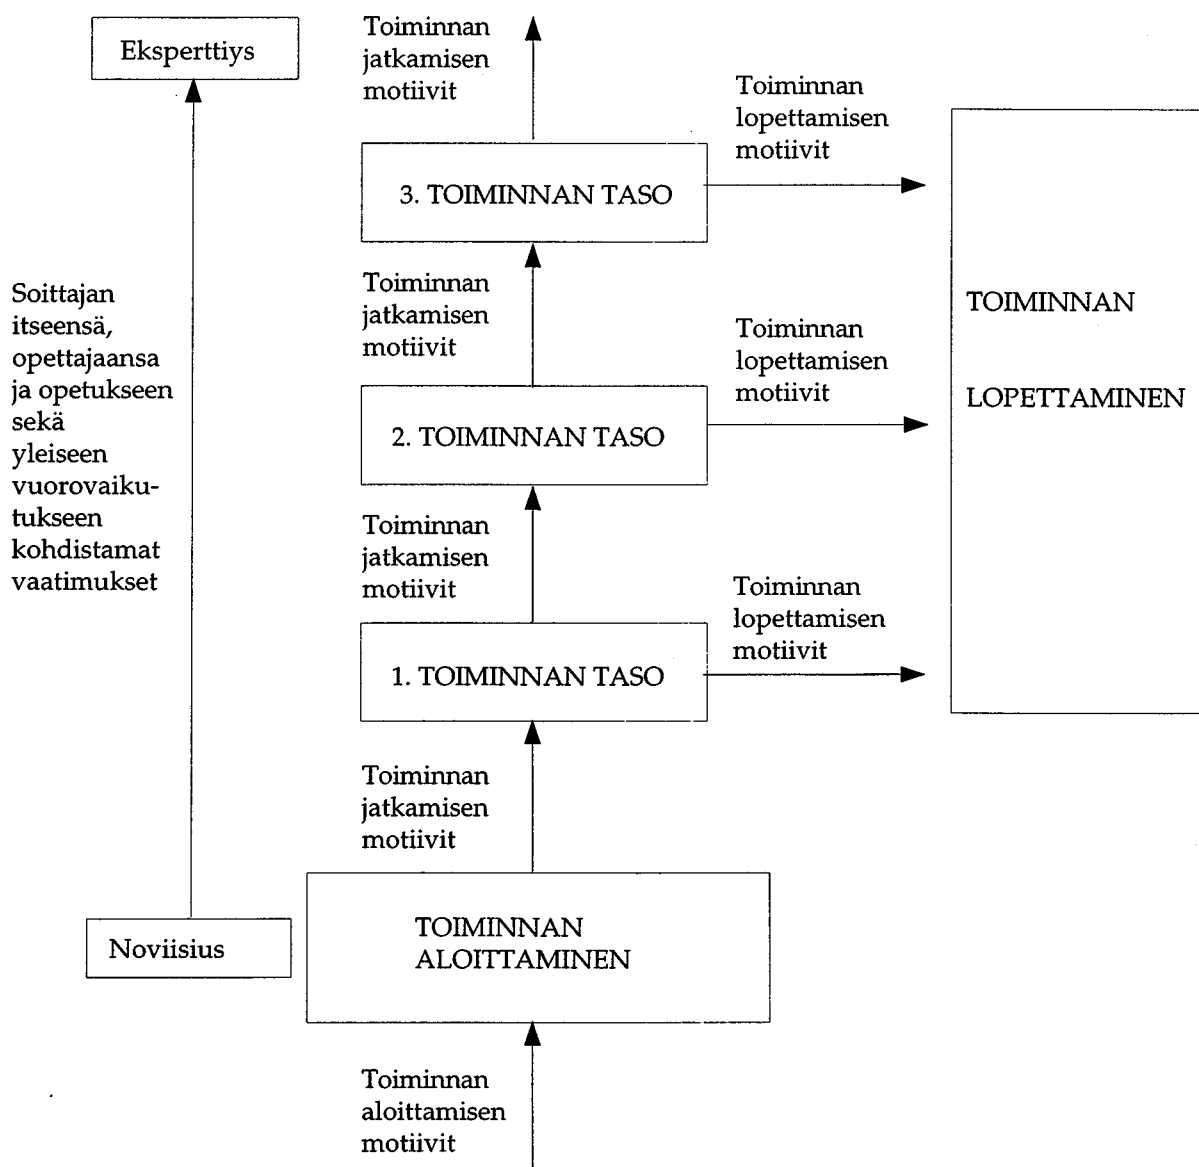 Eksperttiys
Soittajan
itseensä,
opettajaansa
ja opetukseen
sekä
yleiseen
vuorovaiku-
tukseen
kohdistamat
vaatimukset
Noviisius
Toiminnan
jatkamisen
motiivit
3. TOIMINNAN TASO
Toiminnan
jatkamisen
motiivit
2. TOIMINNAN TASO
Toiminnan
jatkamisen
motiivit
1. TOIMINNAN TASO
Toiminnan
jatkamisen
motiivit
TOIMINNAN
ALOITTAMINEN
Toiminnan
aloittamisen
motiivit
Toiminnan
lopettamisen
motiivit
Toiminnan
lopettamisen
motiivit
Toiminnan
lopettamisen
motiivit
TOIMINNAN
LOPETTAMINEN